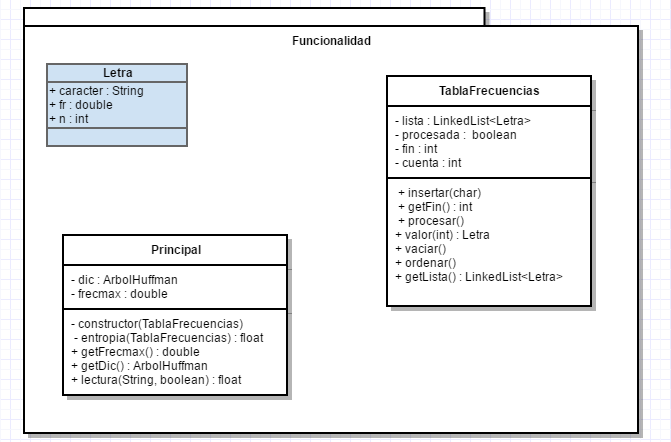 Funcionalidad
Letra
+ caracter : String
+ fr : double
+ n : int
TablaFrecuencias
- lista : LinkedList<Letra>
- procesada : boolean
- fin : int
- cuenta : int
+ insertar(char)
+ getFin() : int
+ procesar()
+ valor(int) : Letra
+ vaciar()
+ ordenar()
+ getLista() : LinkedList<Letra>
Principal
- dic : ArbolHuffman
- frecmax : double
- constructor(TablaFrecuencias)
- entropia(TablaFrecuencias) : float
+ getFrecmax() : double
+ getDic() : ArbolHuffman
+ lectura(String, boolean) : float